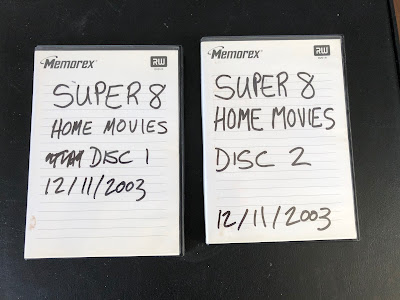 Memorex
RW
SUPER 8
HOME MOVIES
DISC 1
12/11/2003
Memorex
RW
SUPER 8
HOME MOVIES
DISC 2
12/11/2003